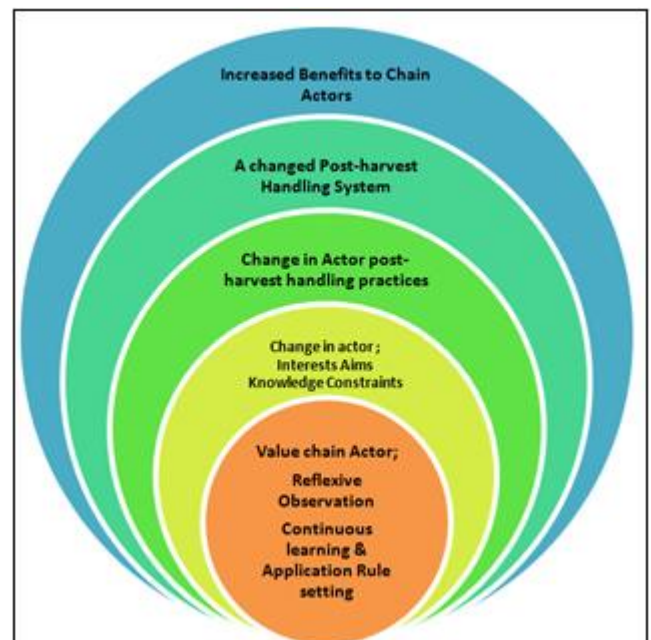 Increased Benefits to Chain
Actors
A changed Post-harvest
Handling System
Change in Actor post-
harvest handling practices
Change in actor ;
Interests Aims
Knowledge Constraints
Value chain Actor;
Reflexive
Observation
Continuous
learning &
Application Rule
setting